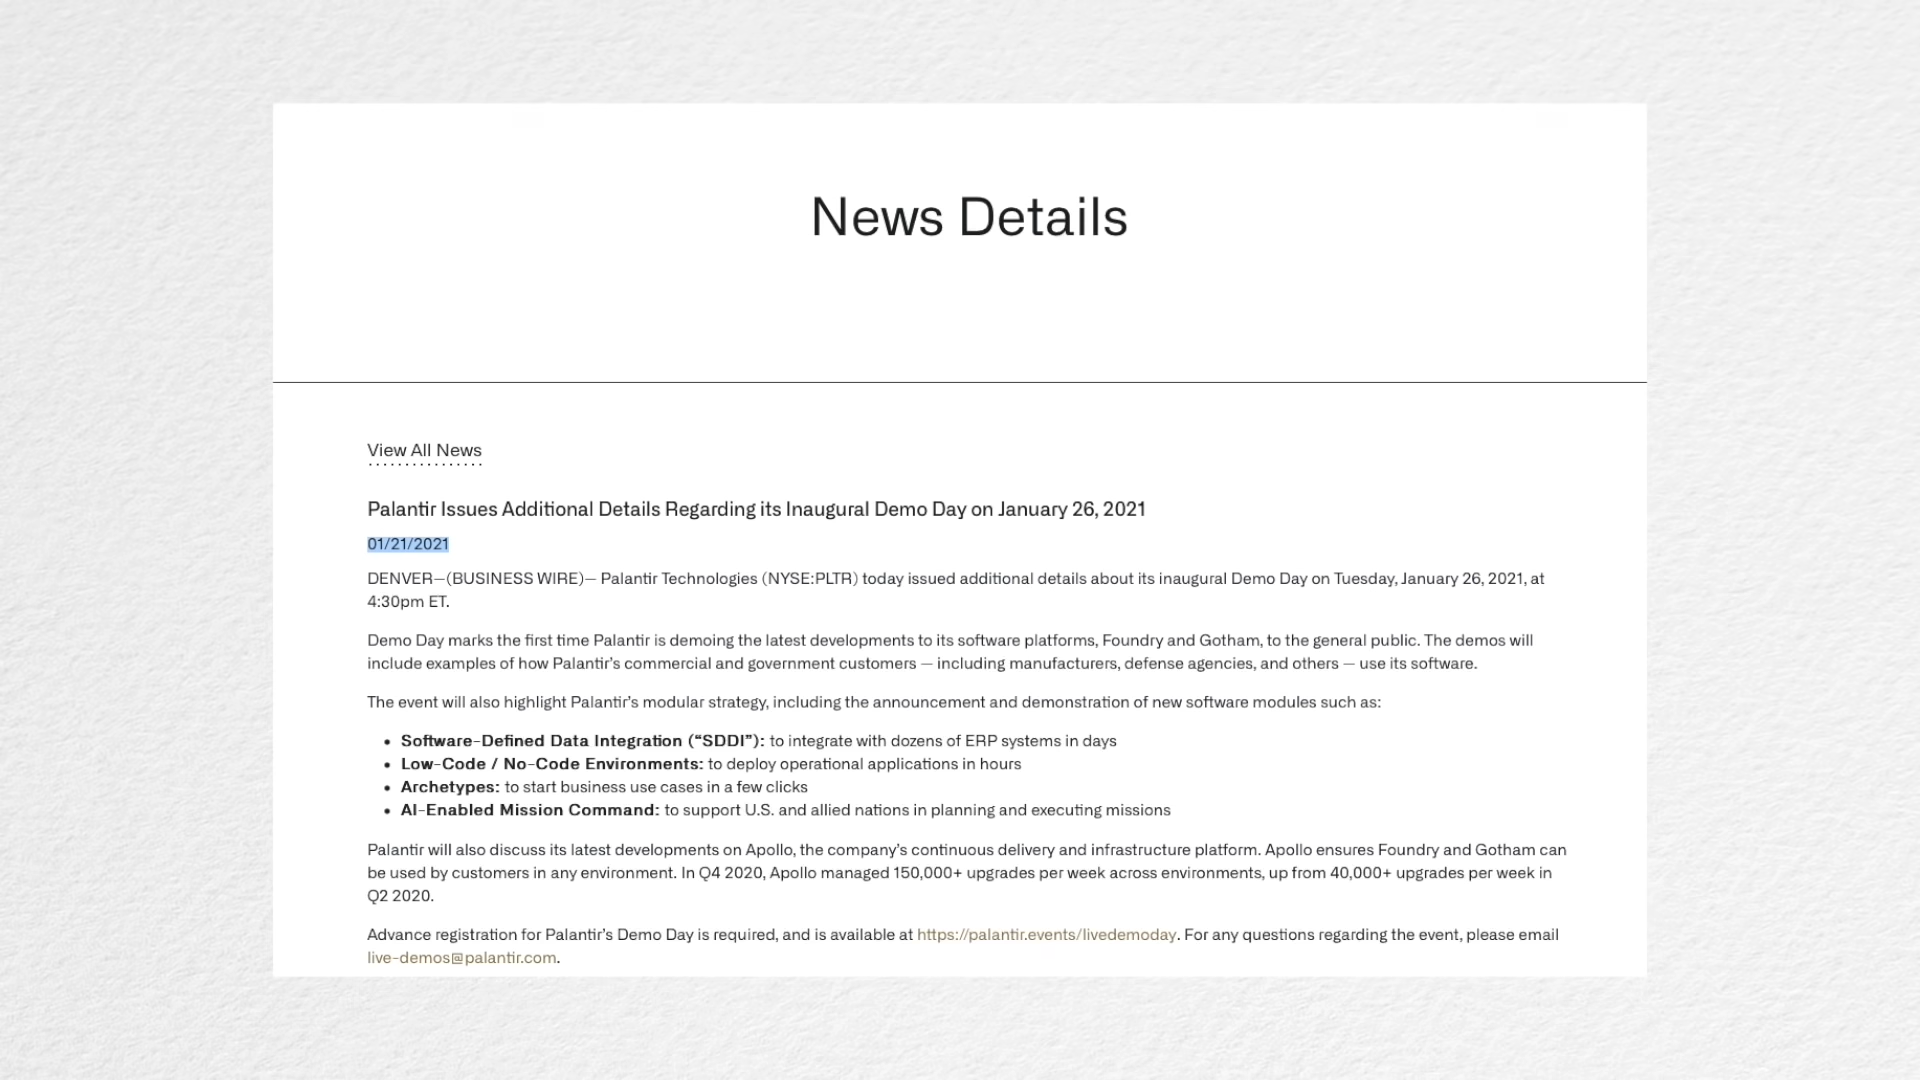 News Details
View All News
Palantir Issues Additional Details Regarding its Inaugural Demo Day on January 26, 2021
01/21/2021
DENVER—(BUSINESS WIRE)— Palantir Technologies (NYSE:PLTR) today issued additional details about its inaugural Demo Day on Tuesday, January 26, 2021, at
4:30pm ET.
Demo Day marks the first time Palantir is demoing the latest developments to its software platforms, Foundry and Gotham, to the general public. The demos will
include examples of how Palantir’s commercial and government customers — including manufacturers, defense agencies, and others — use its software.
The event will also highlight Palantir’s modular strategy, including the announcement and demonstration of new software modules such as:
• Software-Defined Data Integration (“SDDI”): to integrate with dozens of ERP systems in days
• Low-Code / No-Code Environments: to deploy operational applications in hours
• Archetypes: to start business use cases in a few clicks
• AI-Enabled Mission Command: to support U.S. and allied nations in planning and executing missions
Palantir will also discuss its latest developments on Apollo, the company’s continuous delivery and infrastructure platform. Apollo ensures Foundry and Gotham can
be used by customers in any environment. In Q4 2020, Apollo managed 150,000+ upgrades per week across environments, up from 40,000+ upgrades per week in
Q2 2020.
Advance registration for Palantir’s Demo Day is required, and is available at https://palantir.events/livedemoday. For any questions regarding the event, please email
live-demos@palantir.com.